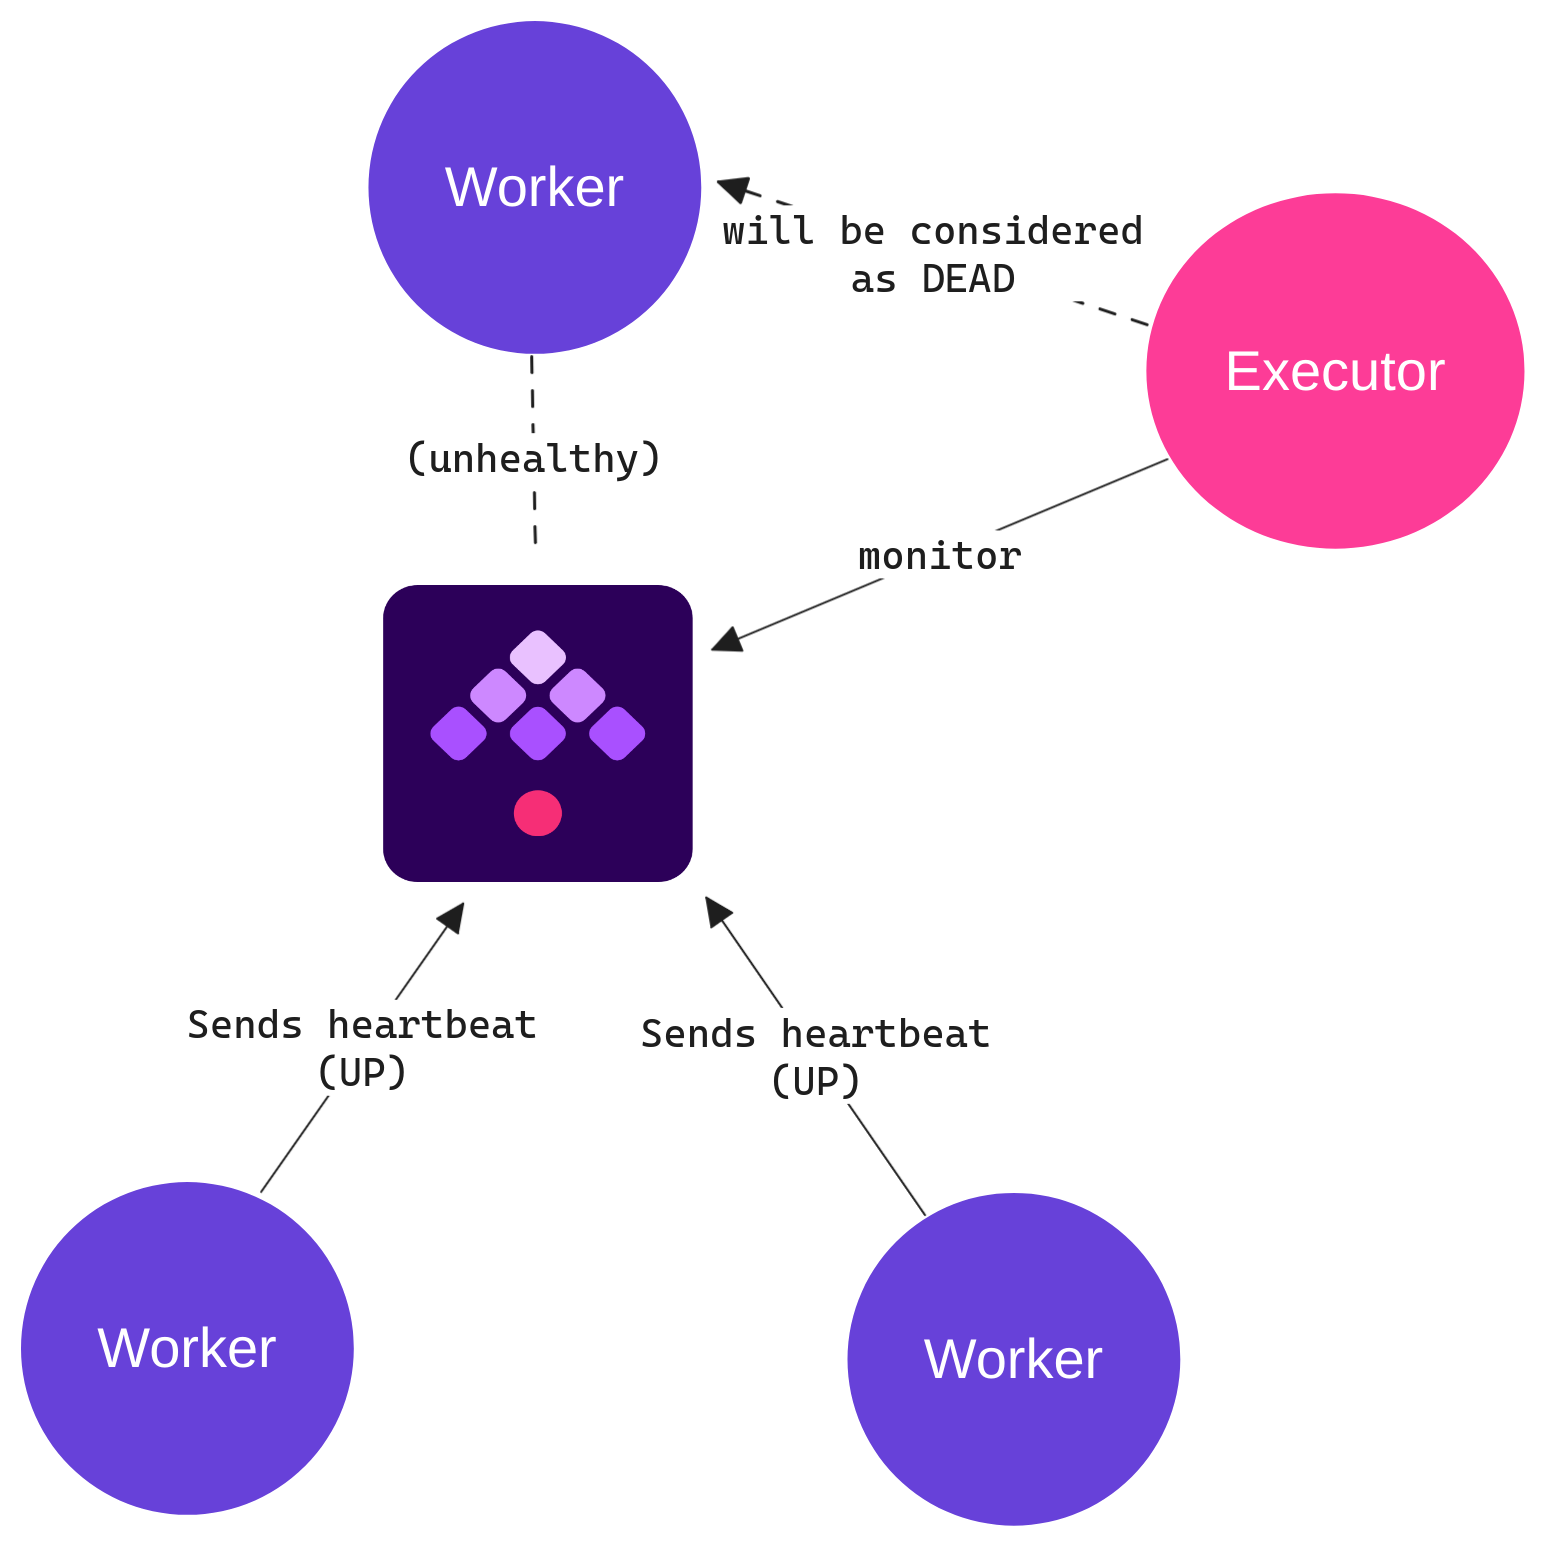 Worker
will be considered
as DEAD
Executor
(unhealthy)
monitor
Sends heartbeat
(UP)
Sends heartbeat
(UP)
Worker
Worker